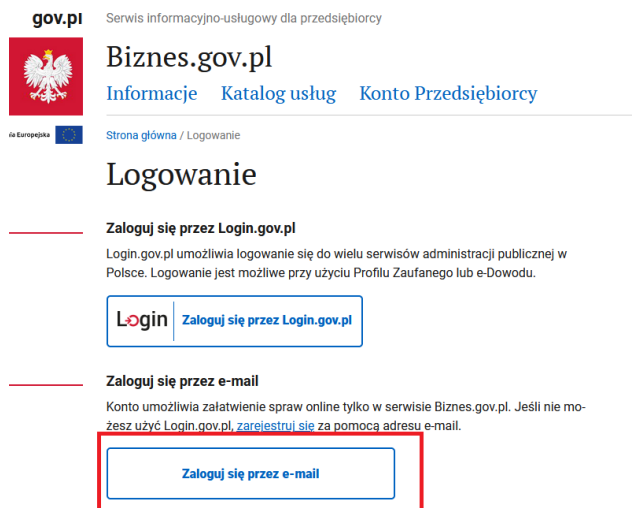 gov.pl
Serwis informacyjno-usługowy dla przedsiębiorcy
Biznes.gov.pl
Informacje Katalog usług Konto Przedsiębiorcy
Europejska
Strona główna / Logowanie
Logowanie
Zaloguj się przez Login.gov.pl
Login.gov.pl umożliwia logowanie się do wielu serwisów administracji publicznej w
Polsce. Logowanie jest możliwe przy użyciu Profilu Zaufanego lub e-Dowodu.
Login Zaloguj się przez Login.gov.pl
Zaloguj się przez e-mail
Konto umożliwia załatwienie spraw online tylko w serwisie Biznes.gov.pl. Jeśli nie mo-
żesz użyć Login.gov.pl, zarejestruj się za pomocą adresu e-mail.
Zaloguj się przez e-mail